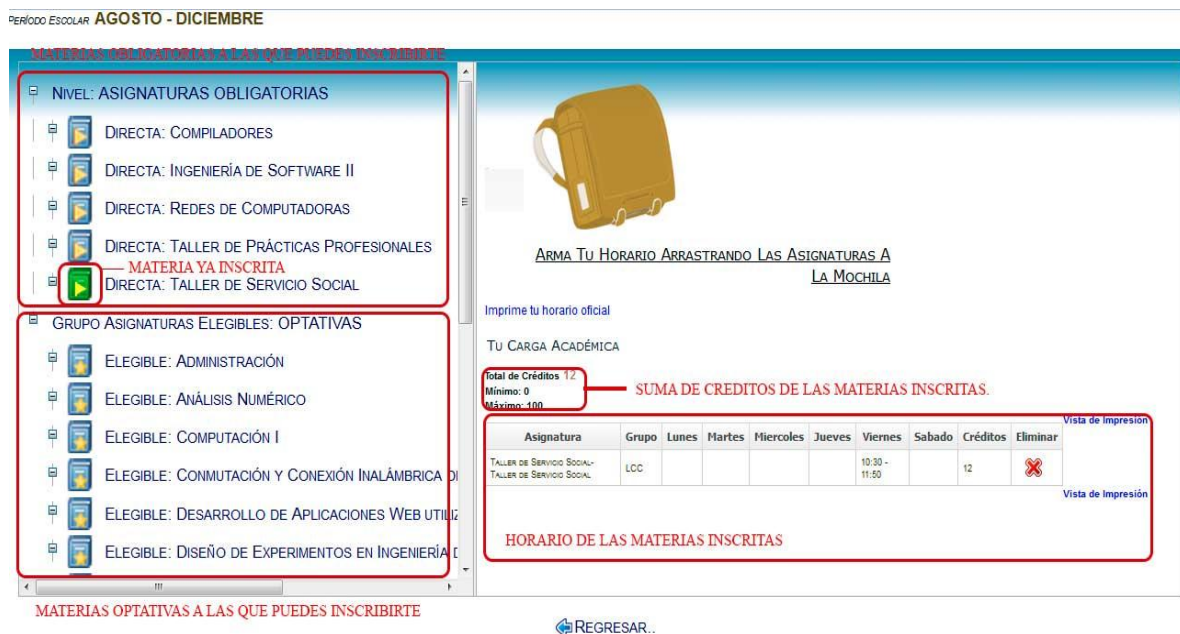 PERÍODO ESCOLAR AGOSTO - DICIEMBRE
MATERIAS OBLIGATORIAS A LAS QUE PUEDES INSCRIBIRTE
NIVEL: ASIGNATURAS OBLIGATORIAS
DIRECTA: COMPILADORES
DIRECTA: INGENIERÍA DE SOFTWARE II
DIRECTA: REDES DE COMPUTADORAS
DIRECTA: TALLER DE PRÁCTICAS PROFESIONALES
MATERIA YA INSCRITA
DIRECTA: TALLER DE SERVICIO SOCIAL
GRUPO ASIGNATURAS ELEGIBLES: OPTATIVAS
ELEGIBLE: ADMINISTRACIÓN
ELEGIBLE: ANÁLISIS NUMÉRICO
ELEGIBLE: COMPUTACIÓN I
ELEGIBLE: CONMUTACIÓN Y CONEXIÓN INALÁMBRICA D
ELEGIBLE: DESARROLLO DE APLICACIONES WEB UTILIZ
ELEGIBLE: DISEÑO DE EXPERIMENTOS EN INGENIERÍA D
MATERIAS OPTATIVAS A LAS QUE PUEDES INSCRIBIRTE
ARMA TU HORARIO ARRASTRANDO LAS ASIGNATURAS A
LA MOCHILA
Imprime tu horario oficial
TU CARGA ACADÉMICA
Total de Créditos 12
Mínimo: 0
Máximo: 100
SUMA DE CREDITOS DE LAS MATERIAS INSCRITAS.
Vista de Impresión
Asignatura Grupo Lunes Martes Miercoles Jueves Viernes Sabado Créditos Eliminar
TALLER DE SERVICIO SOCIAL-
TALLER DE SERVICIO SOCIAL
LCC
10:30 -
11:50
12
Vista de Impresión
HORARIO DE LAS MATERIAS INSCRITAS
REGRESAR..